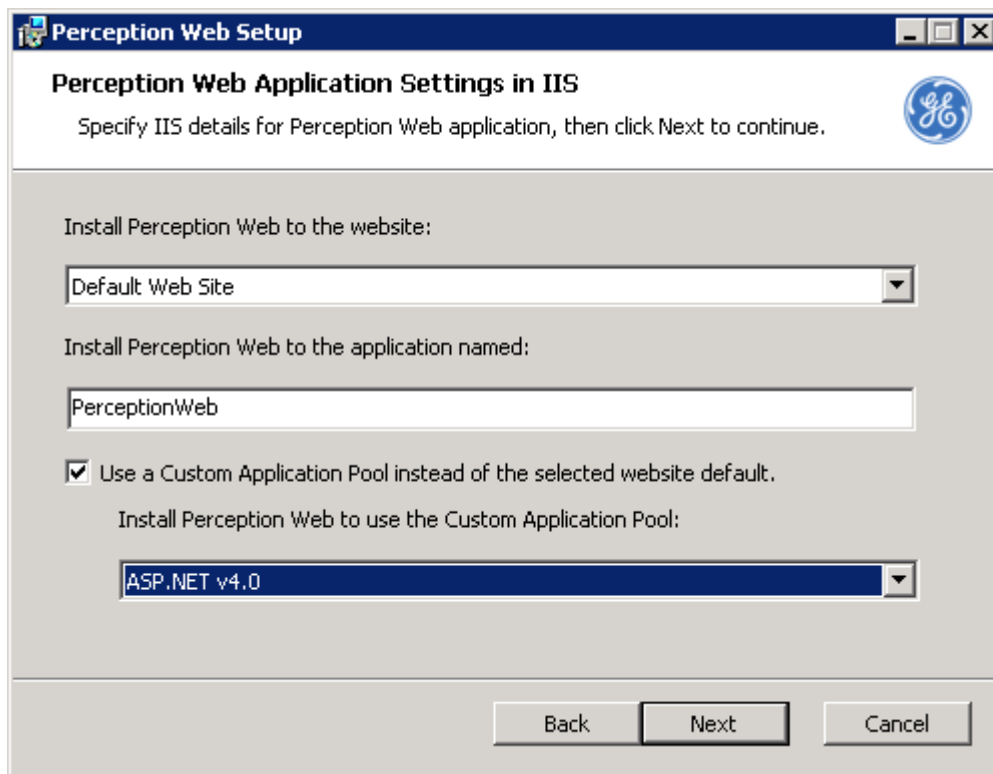 Perception Web Setup
Perception Web Application Settings in IIS
Specify IIS details for Perception Web application, then click Next to continue.
GE
Install Perception Web to the website:
Default Web Site
Install Perception Web to the application named:
PerceptionWeb
Use a Custom Application Pool instead of the selected website default.
Install Perception Web to use the Custom Application Pool:
ASP.NET v4.0
Back Next Cancel